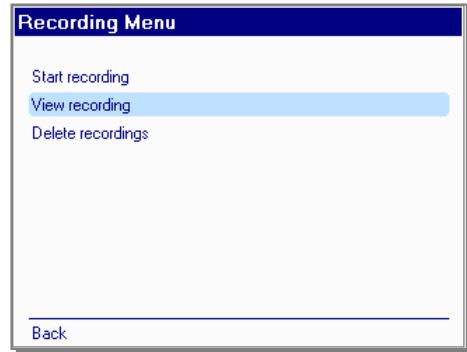 Recording Menu
Start recording
View recording
Delete recordings
Back